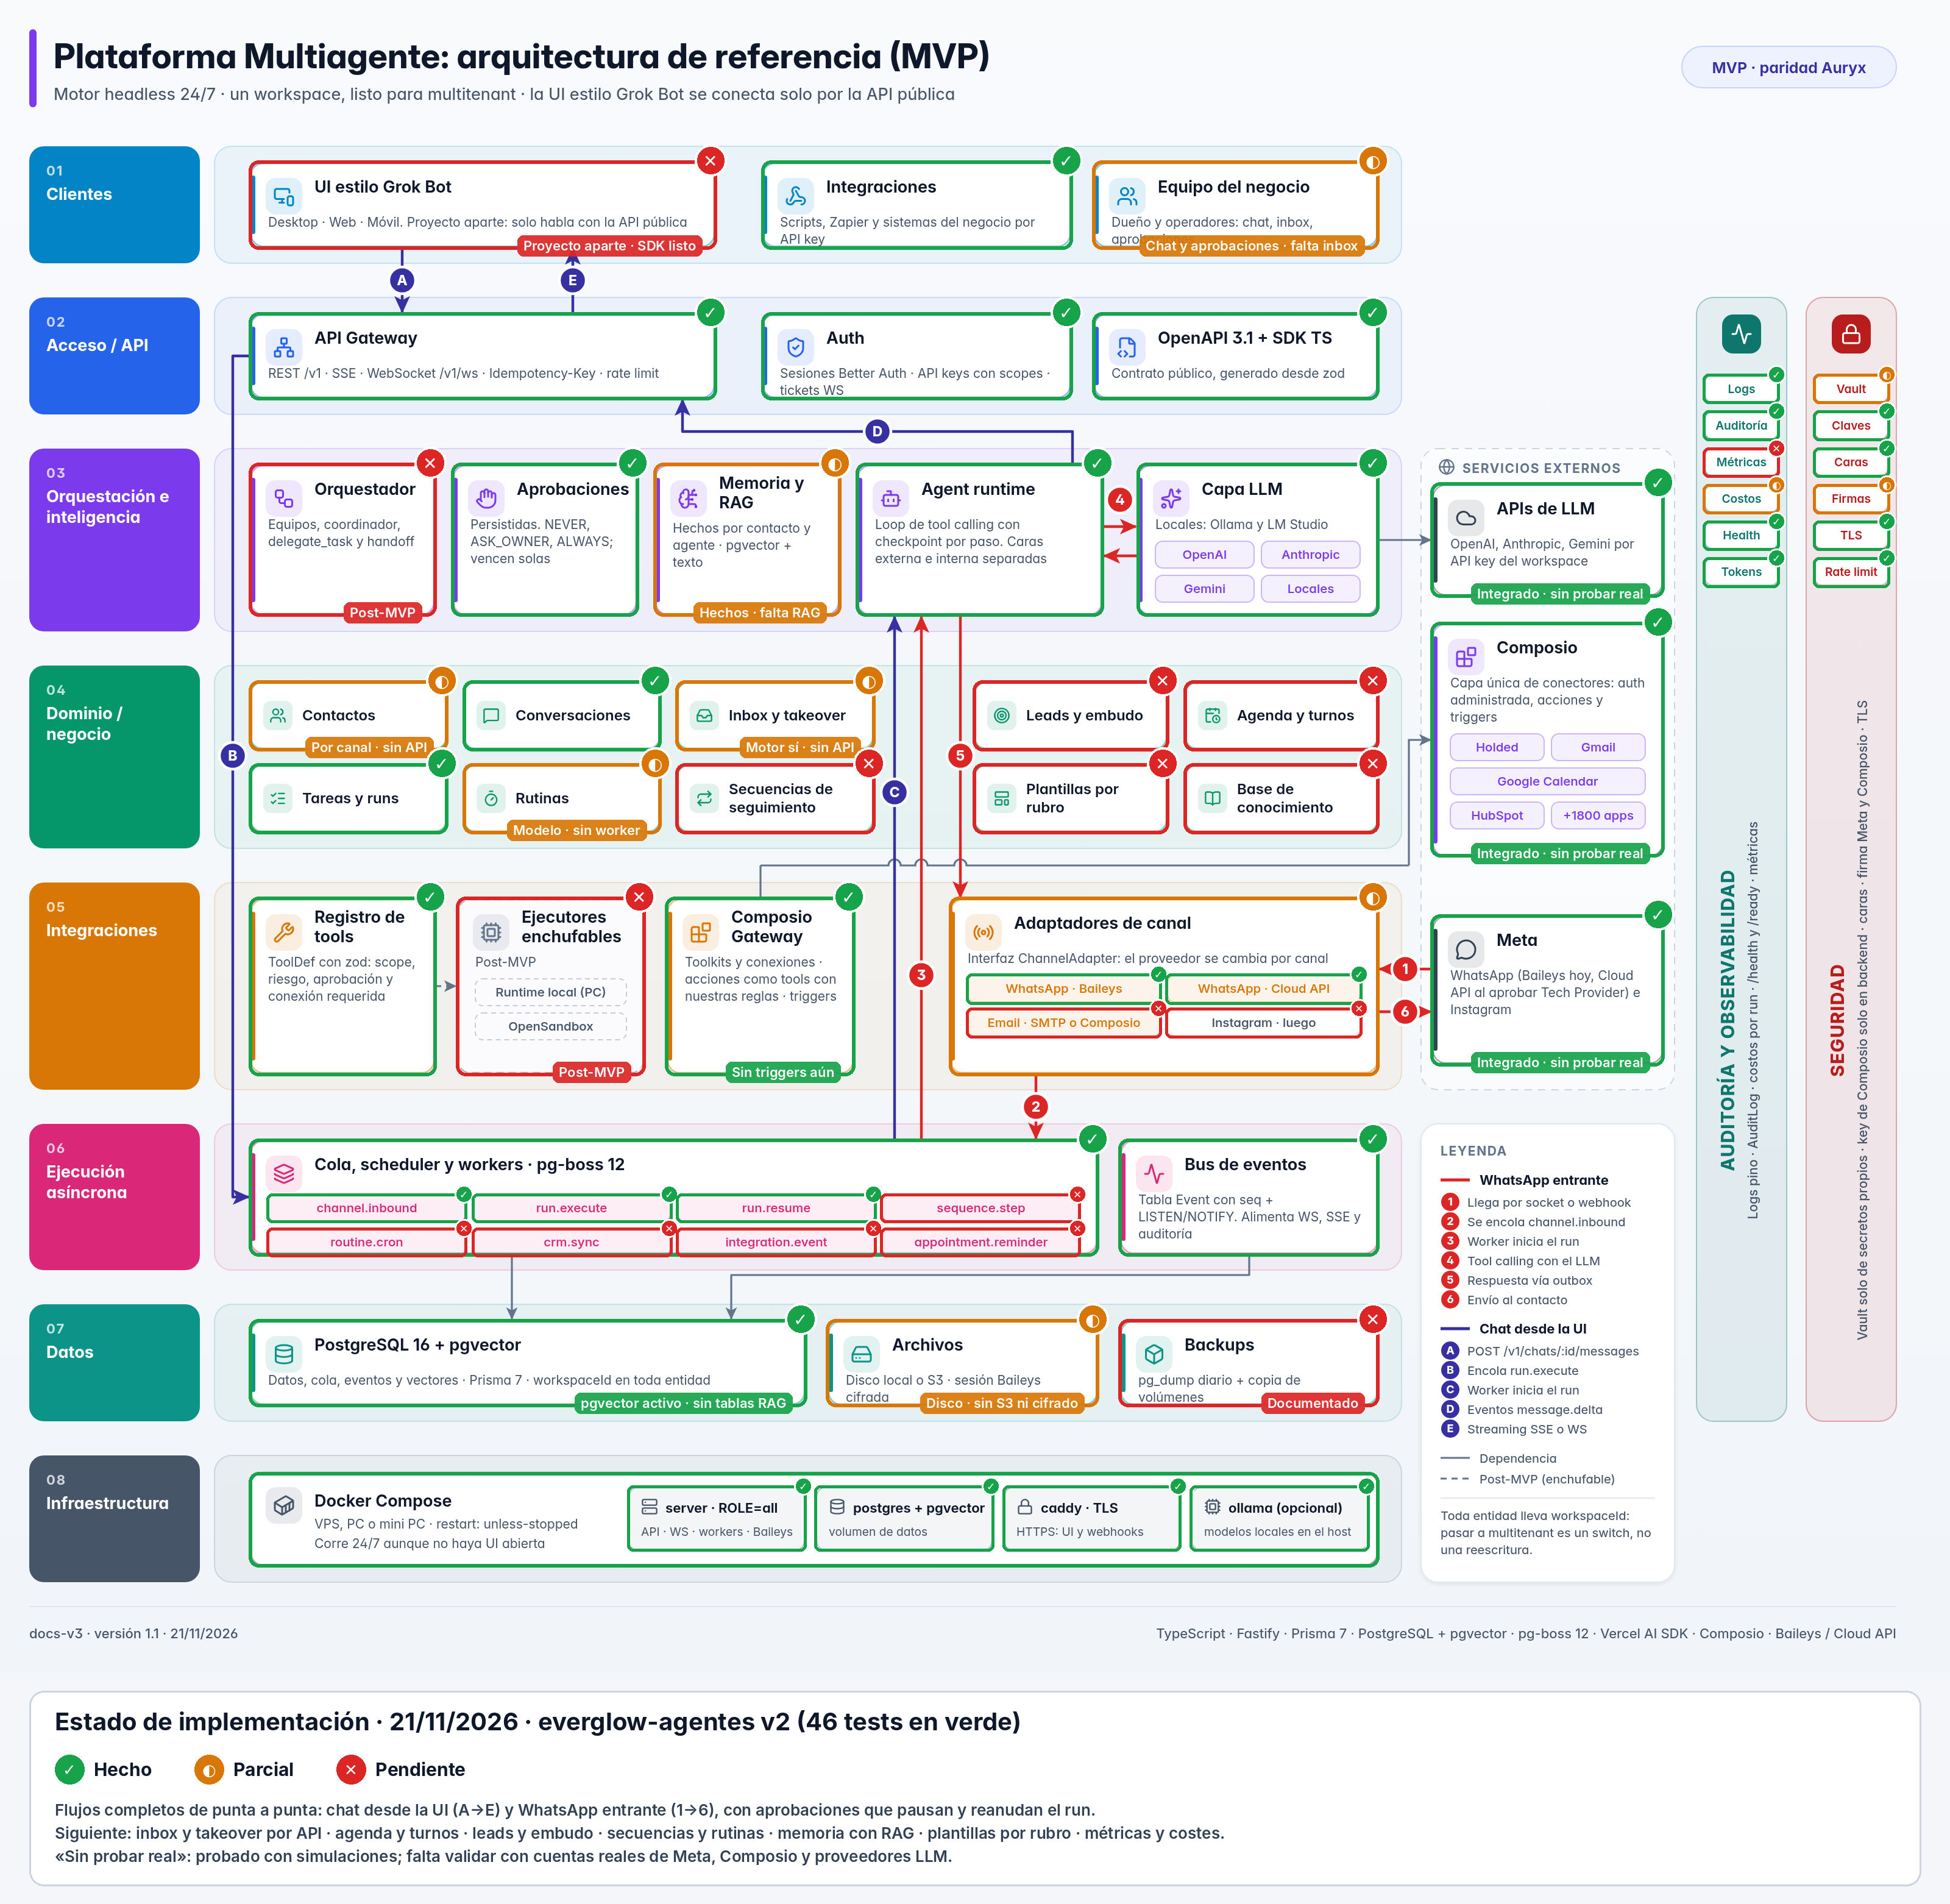 Plataforma Multiagente: arquitectura de referencia (MVP)
Motor headless 24/7 · un workspace, listo para multitenant · la UI estilo Grok Bot se conecta solo por la API pública
MVP · paridad Auryx
01
Clientes
UI estilo Grok Bot
Desktop · Web · Móvil. Proyecto aparte: solo habla con la API pública
Proyecto aparte · SDK listo
Integraciones
Scripts, Zapier y sistemas del negocio por
API key
Equipo del negocio
Dueño y operadores: chat, inbox,
Chat y aprobaciones · falta inbox
A
E
02
Acceso / API
API Gateway
REST /v1 · SSE · WebSocket /v1/ws · Idempotency-Key · rate limit
Auth
Sesiones Better Auth · API keys con scopes ·
tickets WS
OpenAPI 3.1 + SDK TS
Contrato público, generado desde zod
D
03
Orquestación e
inteligencia
Orquestador
Equipos, coordinador,
delegate_task y handoff
Post-MVP
Aprobaciones
Persistidas. NEVER,
ASK_OWNER, ALWAYS;
vencen solas
Memoria y
RAG
Hechos por contacto y
agente · pgvector +
texto
Hechos · falta RAG
Agent runtime
Loop de tool calling con
checkpoint por paso. Caras
externa e interna separadas
4
Capa LLM
Locales: Ollama y LM Studio
OpenAI
Anthropic
Gemini
Locales
SERVICIOS EXTERNOS
APIs de LLM
OpenAI, Anthropic, Gemini por
API key del workspace
Integrado · sin probar real
Composio
Capa única de conectores: auth
administrada, acciones y
triggers
Holded
Gmail
Google Calendar
HubSpot
+1800 apps
Integrado · sin probar real
Meta
WhatsApp (Baileys hoy, Cloud
API al aprobar Tech Provider) e
Instagram
Integrado · sin probar real
04
Dominio /
negocio
Contactos
Por canal · sin API
Conversaciones
Inbox y takeover
Motor sí · sin API
Leads y embudo
Agenda y turnos
B
5
C
Tareas y runs
Rutinas
Modelo · sin worker
Secuencias de
seguimiento
Plantillas por
rubro
Base de
conocimiento
05
Integraciones
Registro de
tools
ToolDef con zod: scope,
riesgo, aprobación y
conexión requerida
Ejecutores
enchufables
Post-MVP
Runtime local (PC)
OpenSandbox
Post-MVP
Composio
Gateway
Toolkits y conexiones ·
acciones como tools con
nuestras reglas · triggers
Sin triggers aún
3
Adaptadores de canal
Interfaz ChannelAdapter: el proveedor se cambia por canal
WhatsApp · Baileys
WhatsApp · Cloud API
Email · SMTP o Composio
Instagram · luego
1
6
2
06
Ejecución
asíncrona
Cola, scheduler y workers · pg-boss 12
channel.inbound
run.execute
run.resume
sequence.step
routine.cron
crm.sync
integration.event
appointment.reminder
Bus de eventos
Tabla Event con seq +
LISTEN/NOTIFY. Alimenta WS, SSE y
auditoría
07
Datos
PostgreSQL 16 + pgvector
Datos, cola, eventos y vectores · Prisma 7 · workspaceId en toda entidad
pgvector activo · sin tablas RAG
Archivos
Disco local o S3 · sesión Baileys
cifrada
Disco · sin S3 ni cifrado
Backups
pg_dump diario + copia de
volúmenes
Documentado
08
Infraestructura
Docker Compose
VPS, PC o mini PC · restart: unless-stopped
Corre 24/7 aunque no haya UI abierta
server · ROLE=all
API · WS · workers · Baileys
postgres + pgvector
volumen de datos
caddy · TLS
HTTPS: UI y webhooks
ollama (opcional)
modelos locales en el host
LEYENDA
WhatsApp entrante
1 Llega por socket o webhook
2 Se encola channel.inbound
3 Worker inicia el run
4 Tool calling con el LLM
5 Respuesta vía outbox
6 Envío al contacto
Chat desde la UI
A POST /v1/chats/:id/messages
B Encola run.execute
C Worker inicia el run
D Eventos message.delta
E Streaming SSE o WS
Dependencia
Post-MVP (enchufable)
Toda entidad lleva workspaceId:
pasar a multitenant es un switch, no
una reescritura.
Logs
Auditoría
Métricas
Costos
Health
Tokens
AUDITORÍA Y OBSERVABILIDAD
Logs pino · AuditLog · costos por run · /health y /ready · métricas
Vault
Claves
Caras
Firmas
TLS
Rate limit
SEGURIDAD
Vault solo de secretos propios · key de Composio solo en backend · caras · firma Meta y Composio · TLS
docs-v3 · versión 1.1 · 21/11/2026
TypeScript · Fastify · Prisma 7 · PostgreSQL + pgvector · pg-boss 12 · Vercel AI SDK · Composio · Baileys / Cloud API
Estado de implementación · 21/11/2026 · everglow-agentes v2 (46 tests en verde)
Hecho
Parcial
Pendiente
Flujos completos de punta a punta: chat desde la UI (A→E) y WhatsApp entrante (1→6), con aprobaciones que pausan y reanudan el run.
Siguiente: inbox y takeover por API · agenda y turnos · leads y embudo · secuencias y rutinas · memoria con RAG · plantillas por rubro · métricas y costes.
«Sin probar real»: probado con simulaciones; falta validar con cuentas reales de Meta, Composio y proveedores LLM.